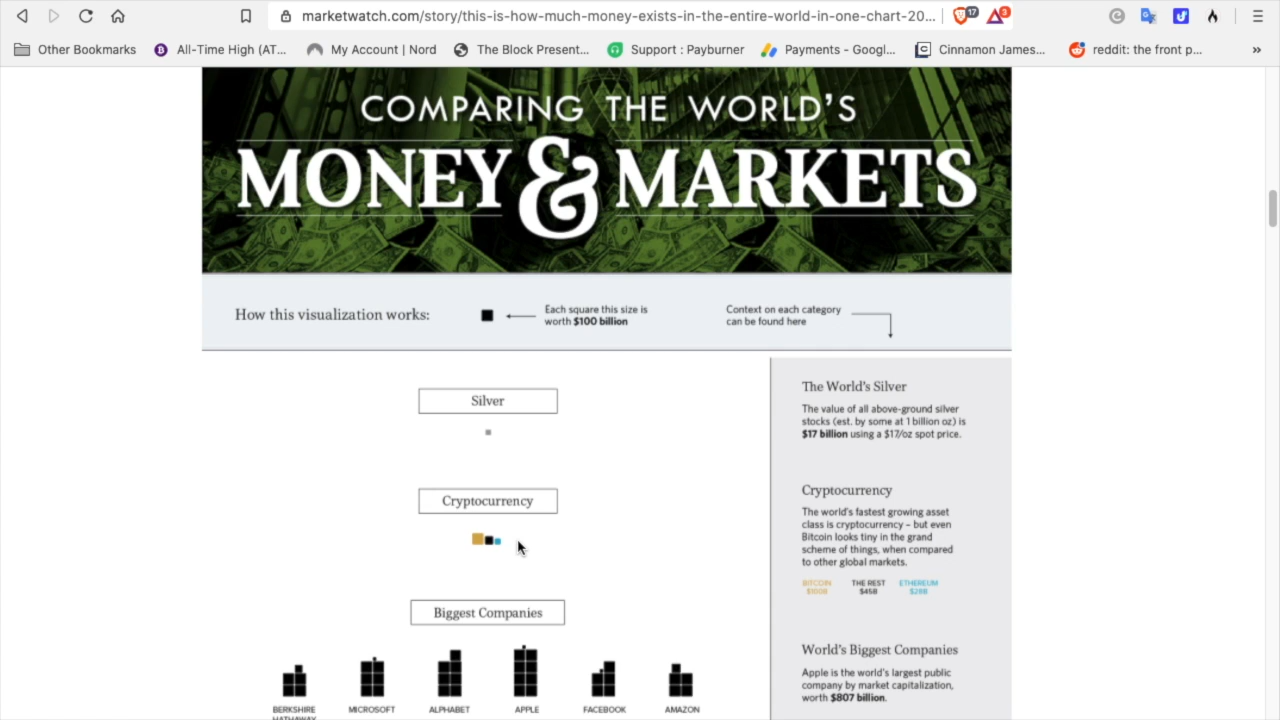 marketwatch.com/story/this-is-how-much-money-exists-in-the-entire-world-in-one-chart-20...
17
3
Other Bookmarks
All-Time High (AT...
My Account | Nord
The Block Present...
Support : Payburner
Payments - Googl...
Cinnamon James...
reddit: the front p...
»
COMPARING THE WORLD'S
MONEY & MARKETS
How this visualization works:
Each square this size is
worth $100 billion
Context on each category
can be found here
Silver
The World's Silver
The value of all above-ground silver
stocks (est. by some at 1 billion oz) is
$17 billion using a $17/oz spot price.
Cryptocurrency
Cryptocurrency
The world's fastest growing asset
class is cryptocurrency – but even
Bitcoin looks tiny in the grand
scheme of things, when compared
to other global markets.
BITCOIN THE REST ETHEREUM
$100B $45B $28B
Biggest Companies
World's Biggest Companies
Apple is the world's largest public
company by market capitalization,
worth $807 billion.
BERKSHIRE MICROSOFT ALPHABET APPLE FACEBOOK AMAZON
HATHAWAY